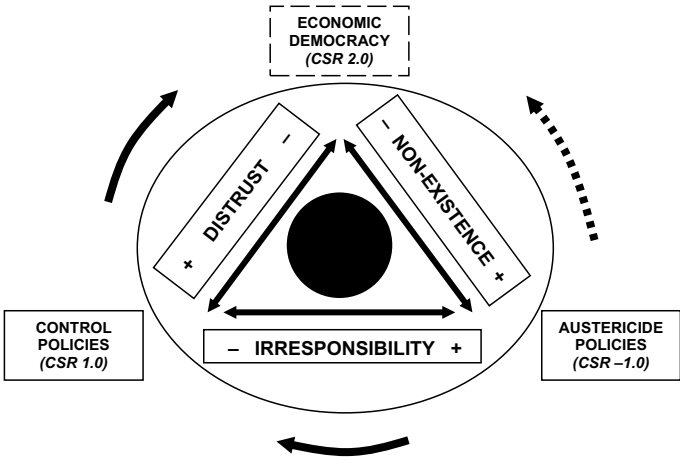 ECONOMIC
DEMOCRACY
(CSR 2.0)
+ DISTRUST –
– NON-EXISTENCE +
CONTROL
POLICIES
(CSR 1.0)
– IRRESPONSIBILITY +
AUSTERICIDE
POLICIES
(CSR –1.0)